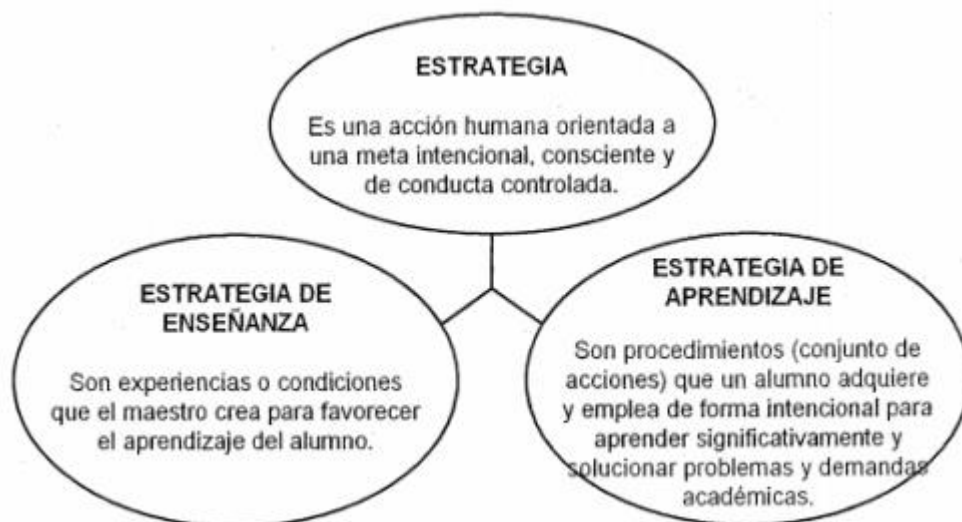 ESTRATEGIA
Es una acción humana orientada a
una meta intencional, consciente y
de conducta controlada.
ESTRATEGIA DE
ENSEÑANZA
Son experiencias o condiciones
que el maestro crea para favorecer
el aprendizaje del alumno.
ESTRATEGIA DE
APRENDIZAJE
Son procedimientos (conjunto de
acciones) que un alumno adquiere
y emplea de forma intencional para
aprender significativamente y
solucionar problemas y demandas
académicas.